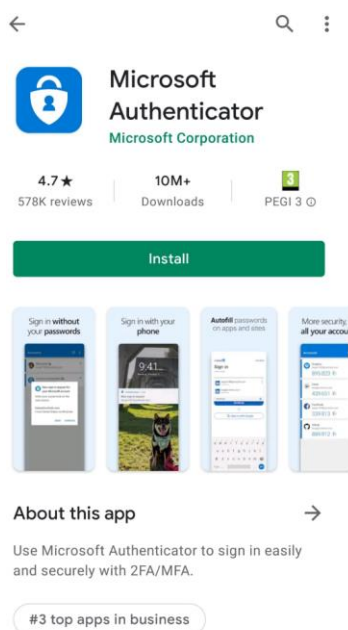 Microsoft
Authenticator
Microsoft Corporation
4.7★
578K reviews
10M+
Downloads
3
PEGI 3
Install
Sign in without
your passwords
Sign in with your
phone
9:41
Autofill passwords
on apps and sites
Sign in
More security,
all your accou
About this app
Use Microsoft Authenticator to sign in easily
and securely with 2FA/MFA.
#3 top apps in business